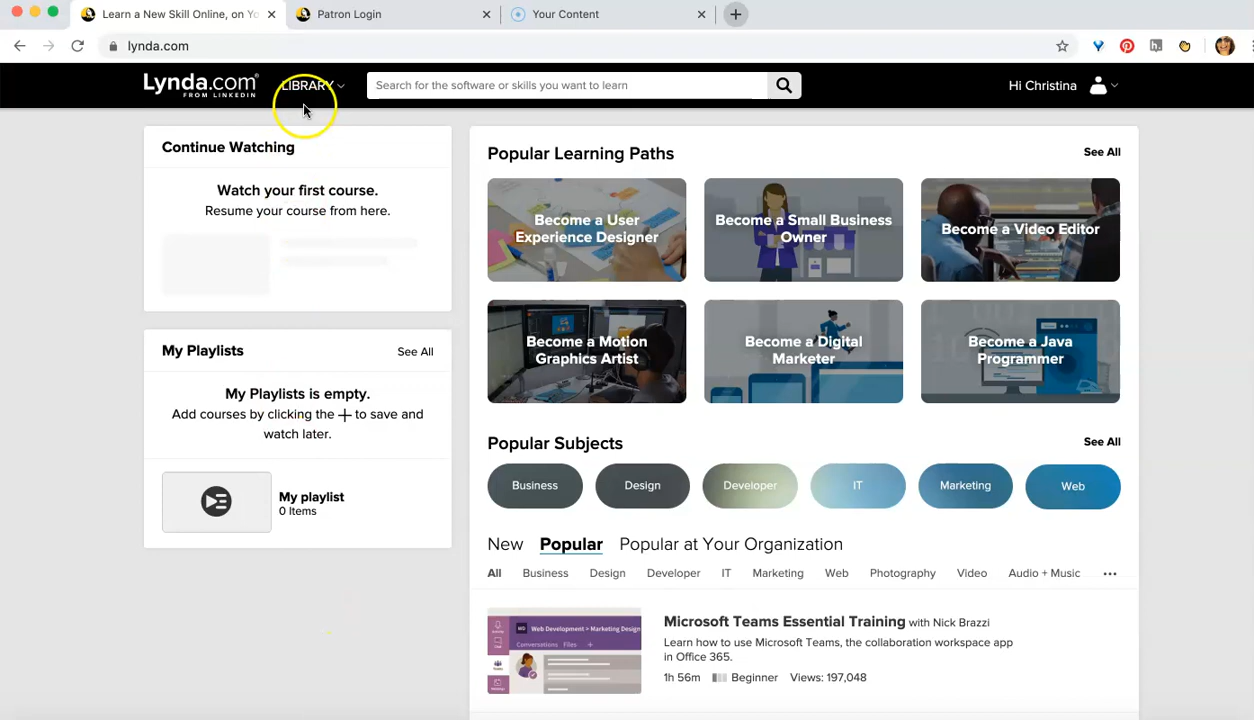 Learn a New Skill Online, on Yo
Patron Login
Your Content
lynda.com
Lynda.com
FROM LINKEDIN
LIBRARY
Search for the software or skills you want to learn
Hi Christina
Continue Watching
Watch your first course.
Resume your course from here.
My Playlists
See All
My Playlists is empty.
Add courses by clicking the + to save and
watch later.
My playlist
0 Items
Popular Learning Paths
See All
Become a User
Experience Designer
Become a Small Business
Owner
Become a Video Editor
Become a Motion
Graphics Artist
Become a Digital
Marketer
Become a Java
Programmer
Popular Subjects
See All
Business
Design
Developer
IT
Marketing
Web
New
Popular
Popular at Your Organization
All
Business
Design
Developer
IT
Marketing
Web
Photography
Video
Audio + Music
Web Development > Marketing Design
Conversations Files +
Microsoft Teams Essential Training with Nick Brazzi
Learn how to use Microsoft Teams, the collaboration workspace app
in Office 365.
1h 56m
Beginner
Views: 197,048